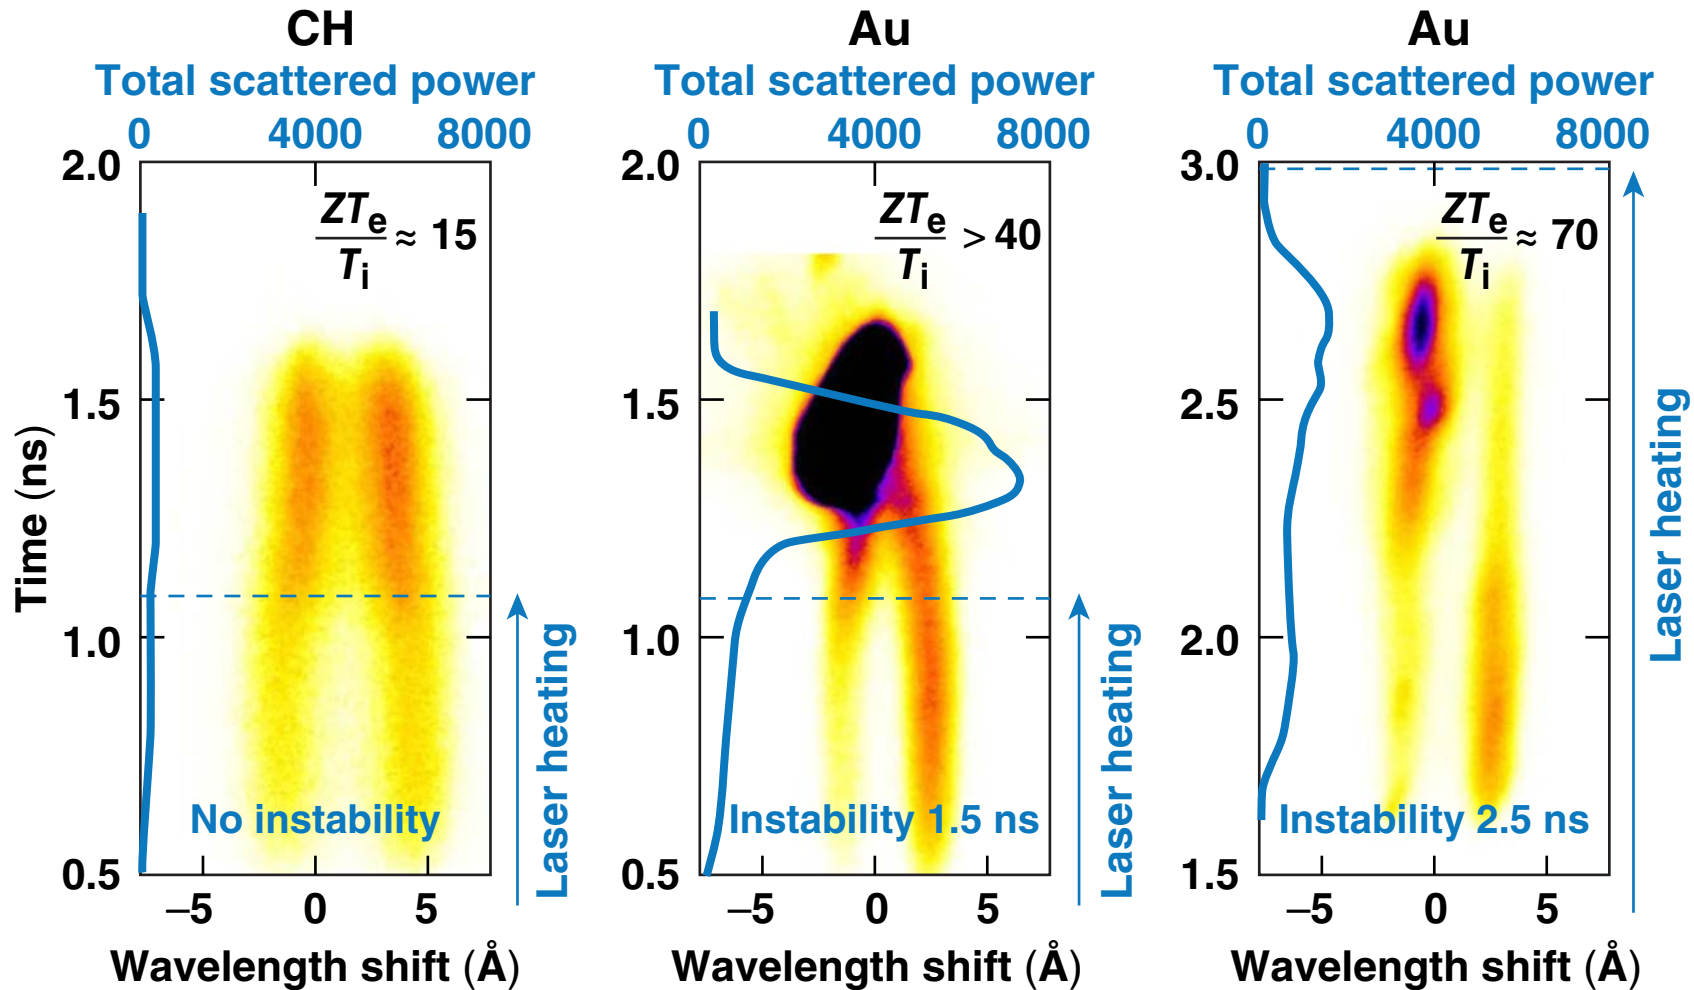 CH
Total scattered power
0 4000 8000
2.0
1.5
1.0
0.5
Time (ns)
ZTe
Ti
≈ 15
No instability
Laser heating
–5 0 5
Wavelength shift (Å)
Au
Total scattered power
0 4000 8000
2.0
1.5
1.0
0.5
ZTe
Ti
> 40
Instability 1.5 ns
Laser heating
–5 0 5
Wavelength shift (Å)
Au
Total scattered power
0 4000 8000
3.0
2.5
2.0
1.5
ZTe
Ti
≈ 70
Instability 2.5 ns
Laser heating
–5 0 5
Wavelength shift (Å)